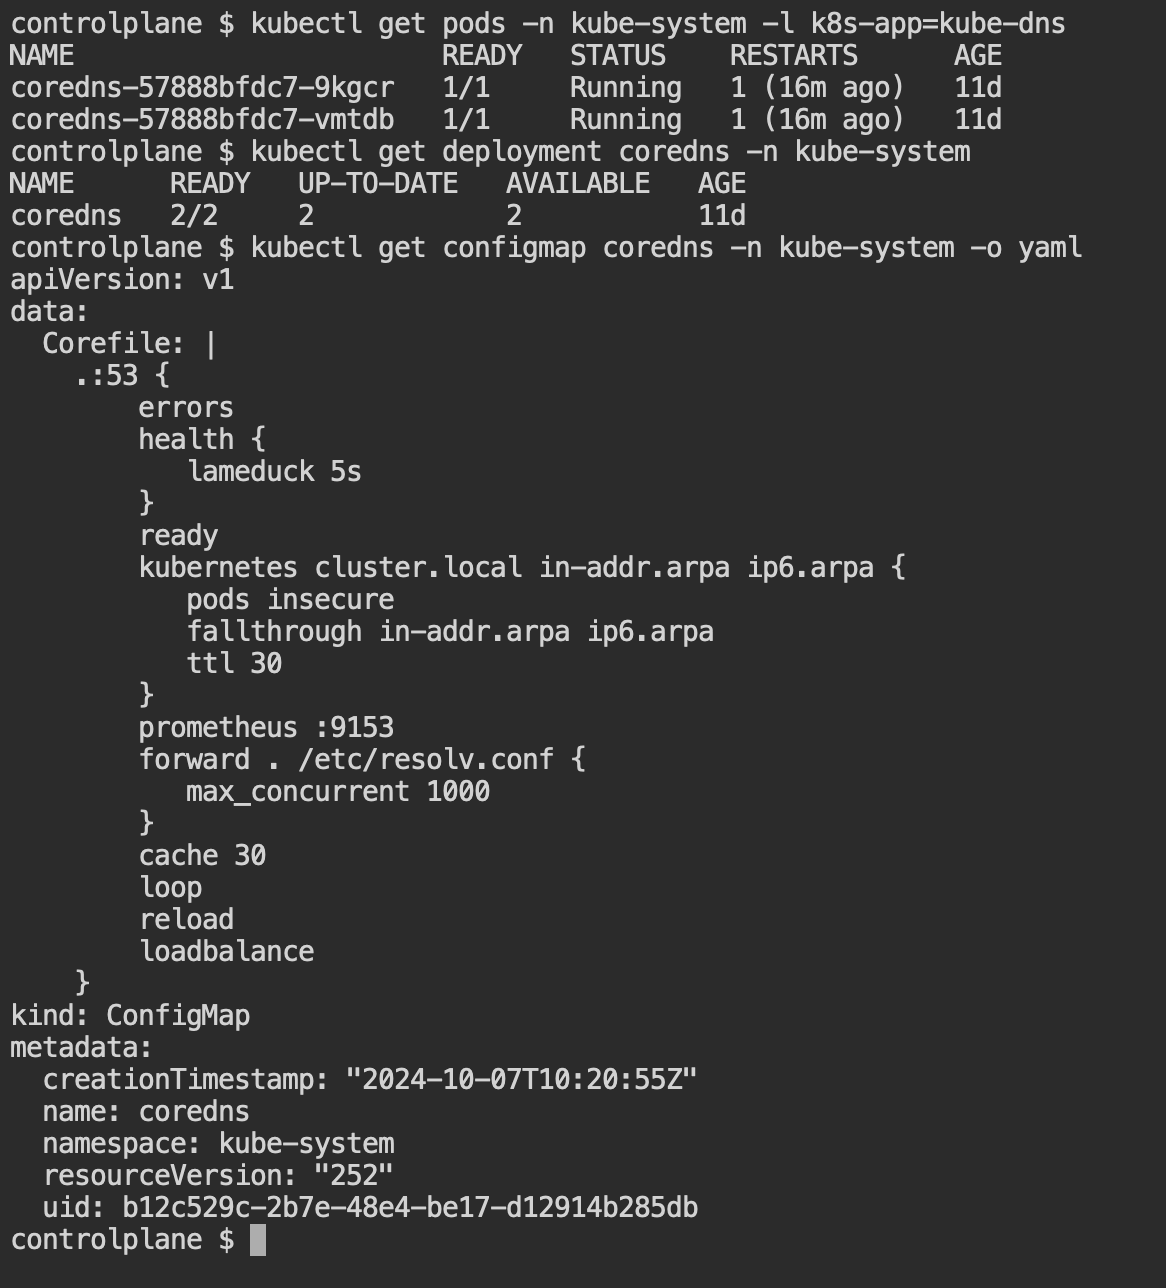 controlplane $ kubectl get pods -n kube-system -l k8s-app=kube-dns
NAME                       READY   STATUS    RESTARTS      AGE
coredns-57888bfdc7-9kgcr   1/1     Running   1 (16m ago)   11d
coredns-57888bfdc7-vmtdb   1/1     Running   1 (16m ago)   11d
controlplane $ kubectl get deployment coredns -n kube-system
NAME      READY   UP-TO-DATE   AVAILABLE   AGE
coredns   2/2     2            2           11d
controlplane $ kubectl get configmap coredns -n kube-system -o yaml
apiVersion: v1
data:
  Corefile: |
    .:53 {
        errors
        health {
           lameduck 5s
        }
        ready
        kubernetes cluster.local in-addr.arpa ip6.arpa {
           pods insecure
           fallthrough in-addr.arpa ip6.arpa
           ttl 30
        }
        prometheus :9153
        forward . /etc/resolv.conf {
           max_concurrent 1000
        }
        cache 30
        loop
        reload
        loadbalance
    }
kind: ConfigMap
metadata:
  creationTimestamp: "2024-10-07T10:20:55Z"
  name: coredns
  namespace: kube-system
  resourceVersion: "252"
  uid: b12c529c-2b7e-48e4-be17-d12914b285db
controlplane $